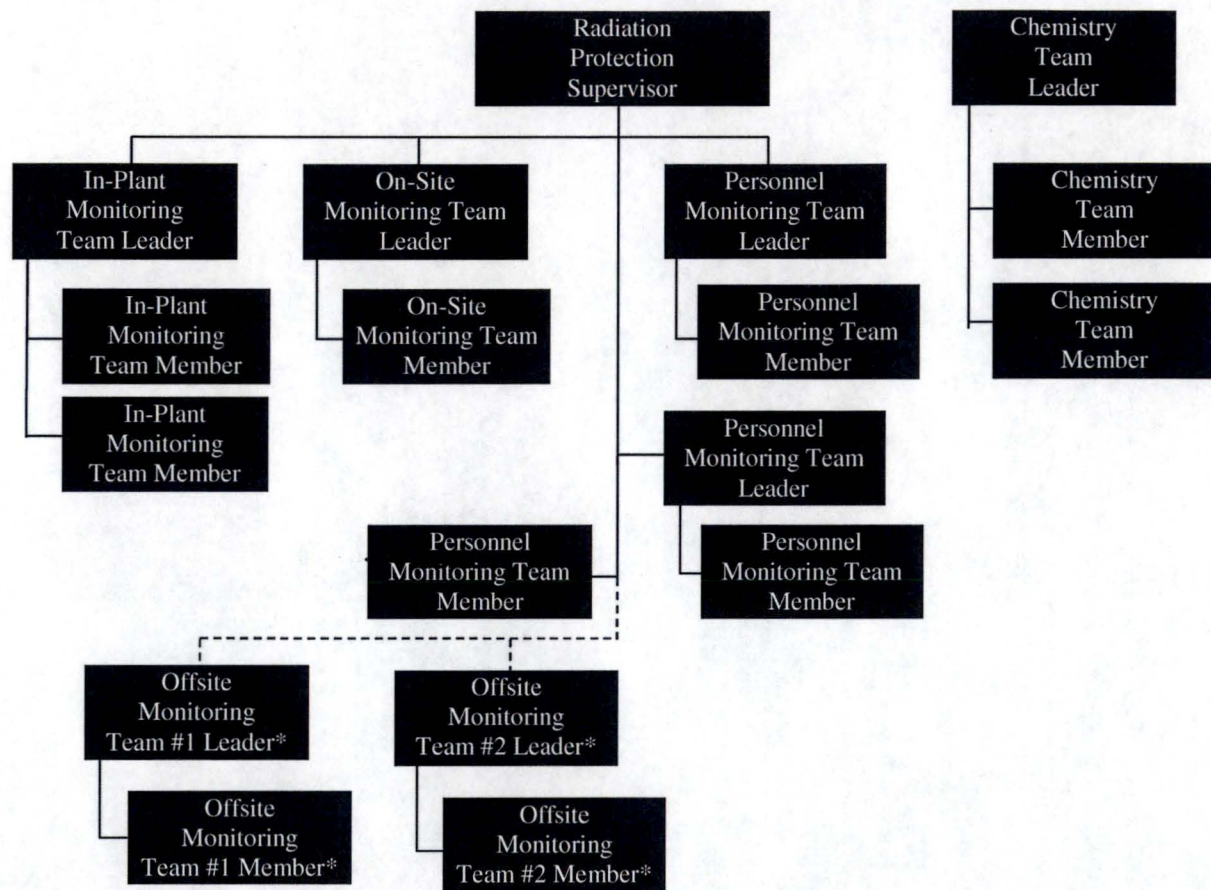 Radiation
Protection
Supervisor
Chemistry
Team
Leader
In-Plant
Monitoring
Team Leader
On-Site
Monitoring Team
Leader
Personnel
Monitoring Team
Leader
Chemistry
Team
Member
In-Plant
Monitoring
Team Member
On-Site
Monitoring Team
Member
Personnel
Monitoring Team
Member
Chemistry
Team
Member
In-Plant
Monitoring
Team Member
Personnel
Monitoring Team
Leader
Personnel
Monitoring Team
Member
Personnel
Monitoring Team
Member
Offsite
Monitoring
Team #1 Leader*
Offsite
Monitoring
Team #2 Leader*
Offsite
Monitoring
Team #1 Member*
Offsite
Monitoring
Team #2 Member*